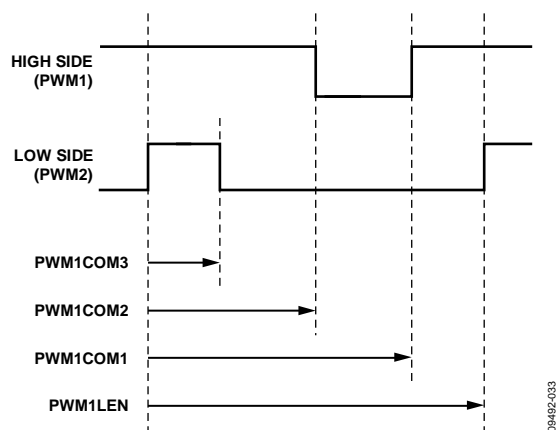 HIGH SIDE
(PWM1)
LOW SIDE
(PWM2)
PWM1COM3
PWM1COM2
PWM1COM1
PWM1LEN
09492-033